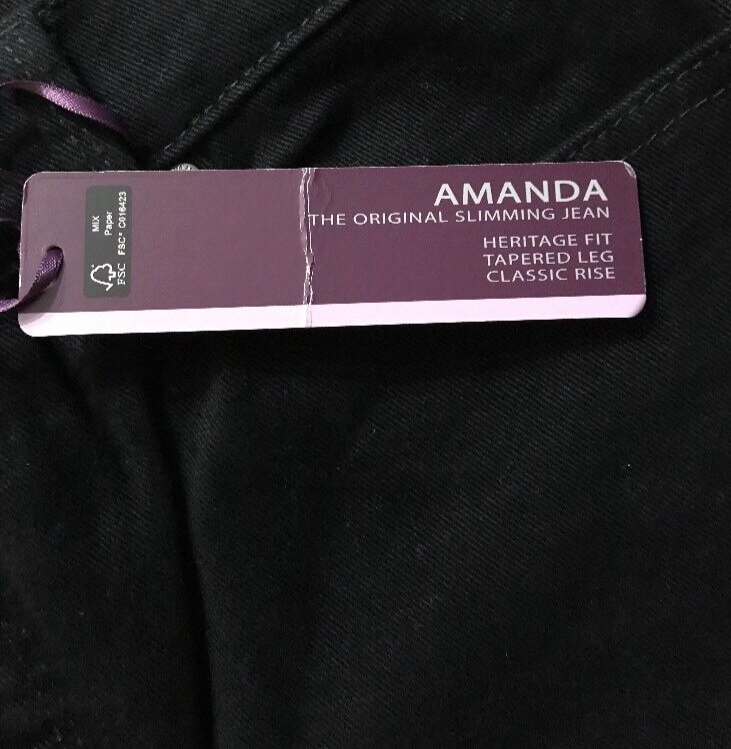 AMANDA
THE ORIGINAL SLIMMING JEAN
HERITAGE FIT
TAPERED LEG
CLASSIC RISE
MIX
Paper
FSC® C016423
FSC